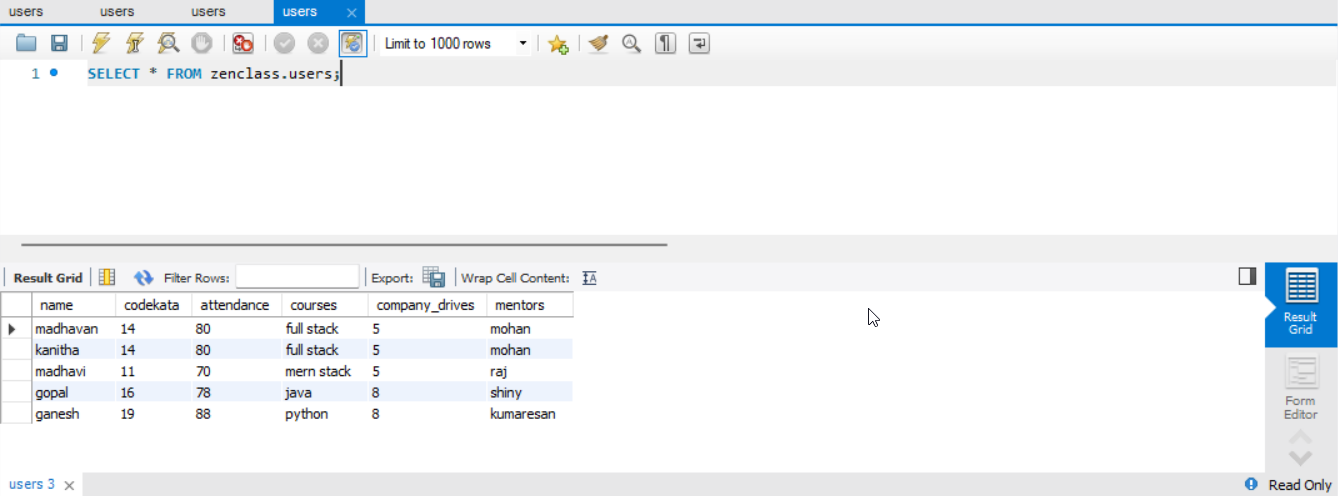 users users users users
Limit to 1000 rows
1 SELECT * FROM zenclass.users;
Result Grid Filter Rows: Export: Wrap Cell Content:
name codekata attendance courses company_drives mentors
madhavan 14 80 full stack 5 mohan
kanitha 14 80 full stack 5 mohan
madhavi 11 70 mern stack 5 raj
gopal 16 78 java 8 shiny
ganesh 19 88 python 8 kumaresan
Result
Grid
Form
Editor
users 3 Read Only